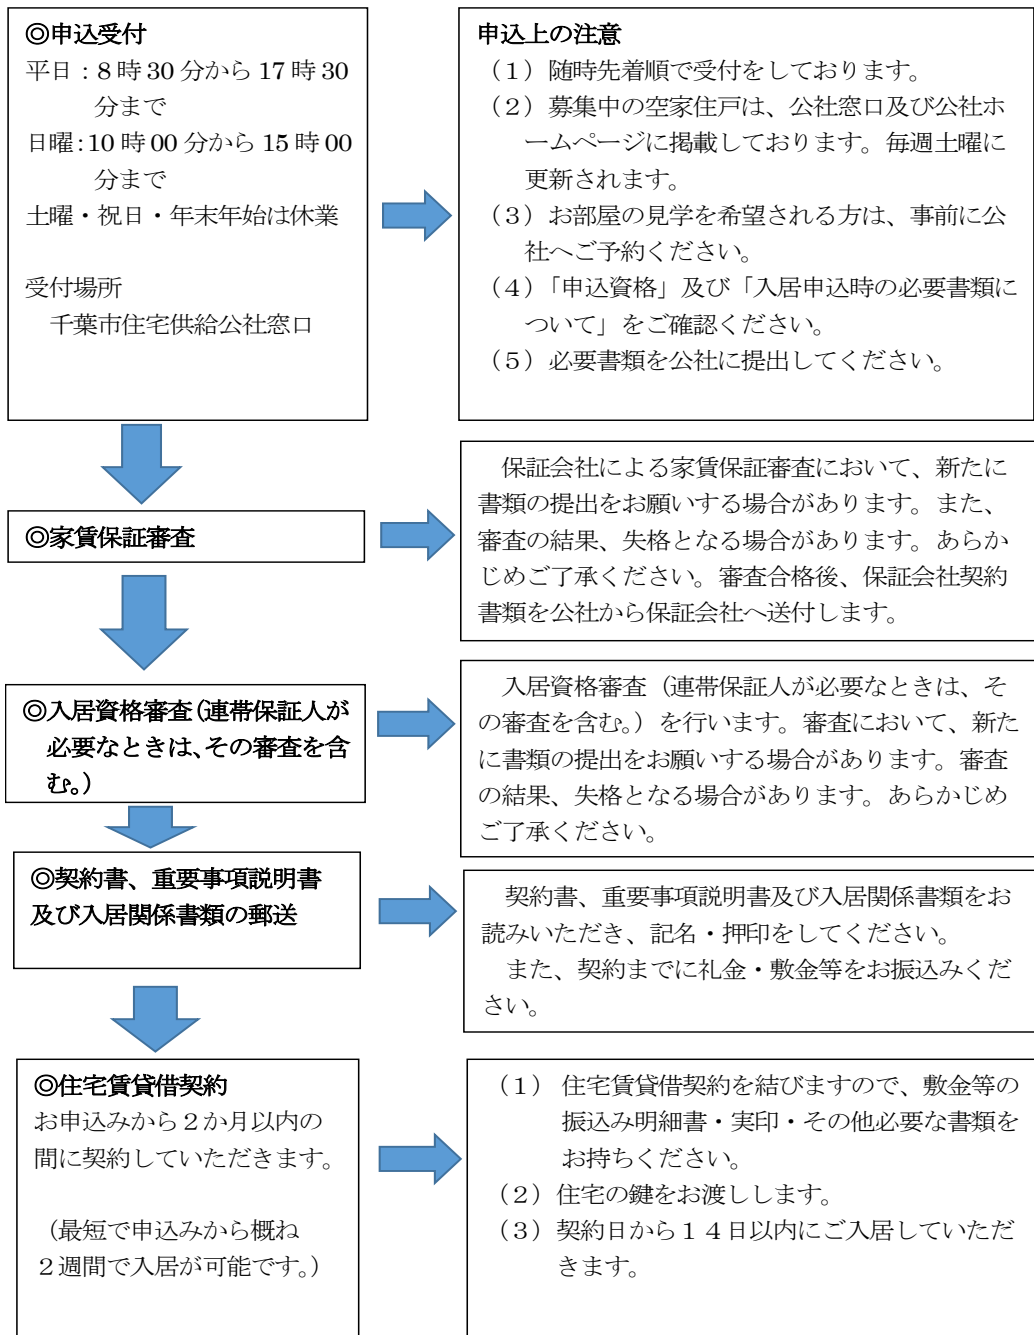 ◎申込受付
平日：8時30分から17時30
分まで
日曜：10時00分から15時00
分まで
土曜・祝日・年末年始は休業
受付場所
千葉市住宅供給公社窓口
申込上の注意
（１）随時先着順で受付をしております。
（２）募集中の空家住戸は、公社窓口及び公社ホ
ームページに掲載しております。毎週土曜に
更新されます。
（３）お部屋の見学を希望される方は、事前に公
社へご予約ください。
（４）「申込資格」及び「入居申込時の必要書類に
ついて」をご確認ください。
（５）必要書類を公社に提出してください。
◎家賃保証審査
保証会社による家賃保証審査において、新たに
書類の提出をお願いする場合があります。また、
審査の結果、失格となる場合があります。あらか
じめご了承ください。審査合格後、保証会社契約
書類を公社から保証会社へ送付します。
◎入居資格審査（連帯保証人が
必要なときは、その審査を含
む。）
入居資格審査（連帯保証人が必要なときは、そ
の審査を含む。）を行います。審査において、新た
に書類の提出をお願いする場合があります。審査
の結果、失格となる場合があります。あらかじめ
ご了承ください。
◎契約書、重要事項説明書
及び入居関係書類の郵送
契約書、重要事項説明書及び入居関係書類をお
読みいただき、記名・押印をしてください。
また、契約までに礼金・敷金等をお振込みくだ
さい。
◎住宅賃貸借契約
お申込みから２か月以内の
間に契約していただきます。
（最短で申込みから概ね
２週間で入居が可能です。）
（１） 住宅賃貸借契約を結びますので、敷金等の
振込み明細書・実印・その他必要な書類を
お持ちください。
（２）住宅の鍵をお渡しします。
（３）契約日から１４日以内にご入居していただ
きます。